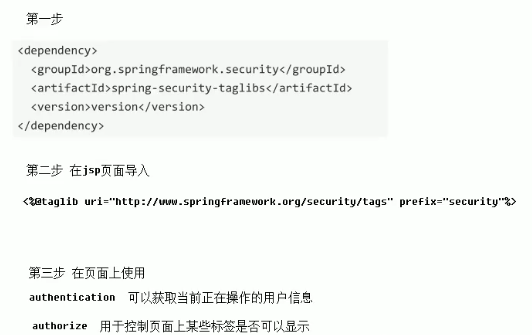 第一步
<dependency>
<groupId>org.springframework.security</groupId>
<artifactId>spring-security-taglibs</artifactId>
<version>version</version>
</dependency>
第二步 在jsp页面导入
<%@taglib uri="http://www.springframework.org/security/tags" prefix="security"%>
第三步 在页面上使用
authentication 可以获取当前正在操作的用户信息
authorize 用于控制页面上某些标签是否可以显示